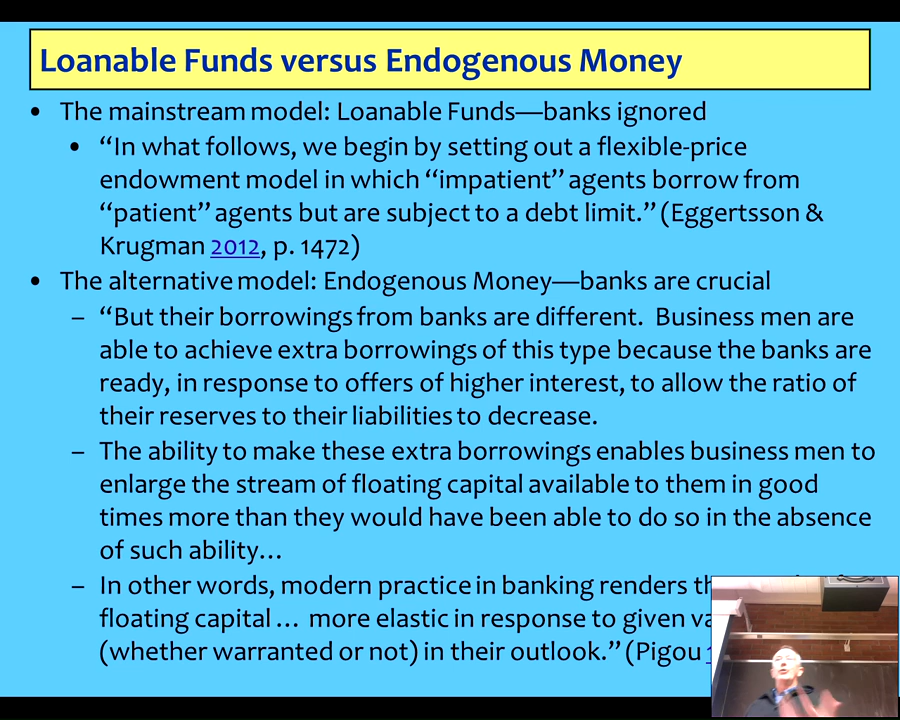 Loanable Funds versus Endogenous Money
• The mainstream model: Loanable Funds—banks ignored
• “In what follows, we begin by setting out a flexible-price
endowment model in which “impatient” agents borrow from
“patient” agents but are subject to a debt limit.” (Eggertsson &
Krugman 2012, p. 1472)
• The alternative model: Endogenous Money—banks are crucial
– “But their borrowings from banks are different. Business men are
able to achieve extra borrowings of this type because the banks are
ready, in response to offers of higher interest, to allow the ratio of
their reserves to their liabilities to decrease.
– The ability to make these extra borrowings enables business men to
enlarge the stream of floating capital available to them in good
times more than they would have been able to do so in the absence
of such ability…
– In other words, modern practice in banking renders
floating capital … more elastic in response to given
(whether warranted or not) in their outlook.” (Pigou